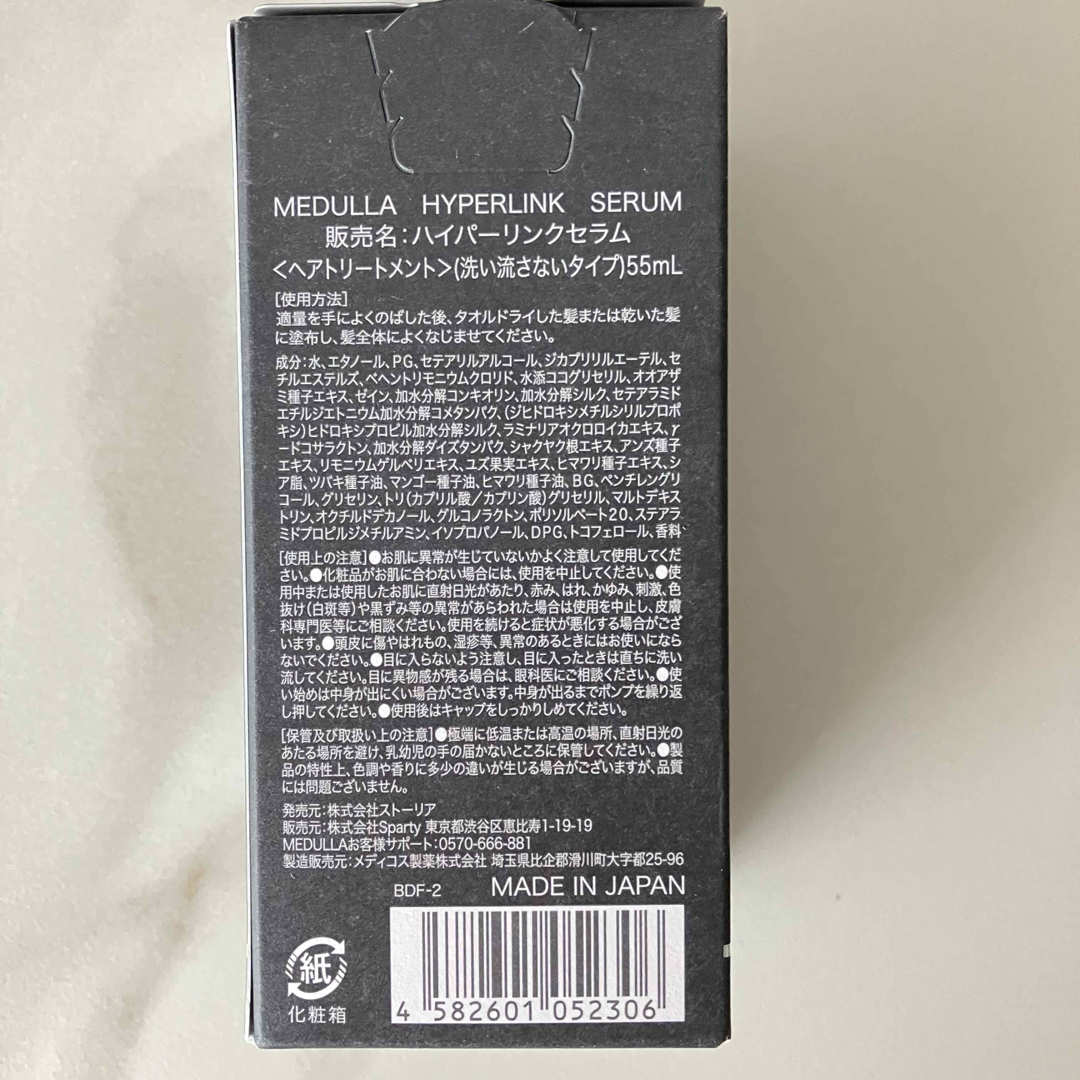 MEDULLA HYPERLINK SERUM
販売名：ハイパーリンクセラム
＜ヘアトリートメント＞(洗い流さないタイプ)55mL
[使用方法]
適量を手によくのばした後、タオルドライした髪または乾いた髪
に塗布し、髪全体によくなじませてください。
成分：水、エタノール、PG、セテアリルアルコール、ジカプリリルエーテル、セ
チルエステルズ、ベヘントリモニウムクロリド、水添ココグリセリル、オオアザ
ミ種子エキス、ゼイン、加水分解コンキオリン、加水分解シルク、セテアラミド
エチルジエトニウム加水分解コメタンパク、(ジヒドロキシメチルシリルプロポ
キシ)ヒドロキシプロピル加水分解シルク、ラミナリアオクロロイカエキス、γ
ードコサラクトン、加水分解ダイズタンパク、シャクヤク根エキス、アンズ種子
エキス、リモニウムゲルベリエキス、ユズ果実エキス、ヒマワリ種子エキス、シ
ア脂、ツバキ種子油、マンゴー種子油、ヒマワリ種子油、BG、ペンチレングリ
コール、グリセリン、トリ(カプリル酸／カプリン酸)グリセリル、マルトデキス
トリン、オクチルドデカノール、グルコノラクトン、ポリソルベート20、ステアラ
ミドプロピルジメチルアミン、イソプロパノール、DPG、トコフェロール、香料
[使用上の注意]●お肌に異常が生じていないかよく注意して使用してくだ
さい。●化粧品がお肌に合わない場合には、使用を中止してください。●使
用中または使用したお肌に直射日光があたり、赤み、はれ、かゆみ、刺激、色
抜け(白斑等)や黒ずみ等の異常があらわれた場合は使用を中止し、皮膚
科専門医等にご相談ください。使用を続けると症状が悪化する場合がござ
います。●頭皮に傷やはれもの、湿疹等、異常のあるときにはお使いになら
ないでください。●目に入らないよう注意し、目に入ったときは直ちに洗い
流してください。目に異物感が残る場合は、眼科医にご相談ください。●使
い始めは中身が出にくい場合がございます。中身が出るまでポンプを繰り返
し押してください。●使用後はキャップをしっかりしめてください。
[保管及び取扱い上の注意]●極端に低温または高温の場所、直射日光の
あたる場所を避け、乳幼児の手の届かないところに保管してください。●製
品の特性上、色調や香りに多少の違いが生じる場合がございますが、品質
には問題ございません。
発売元：株式会社ストーリア
販売元：株式会社Sparty 東京都渋谷区恵比寿1-19-19
MEDULLAお客様サポート：0570-666-881
製造販売元：メディコス製薬株式会社 埼玉県比企郡滑川町大字都25-96
BDF-2 MADE IN JAPAN
紙
化粧箱
4 582601 052306